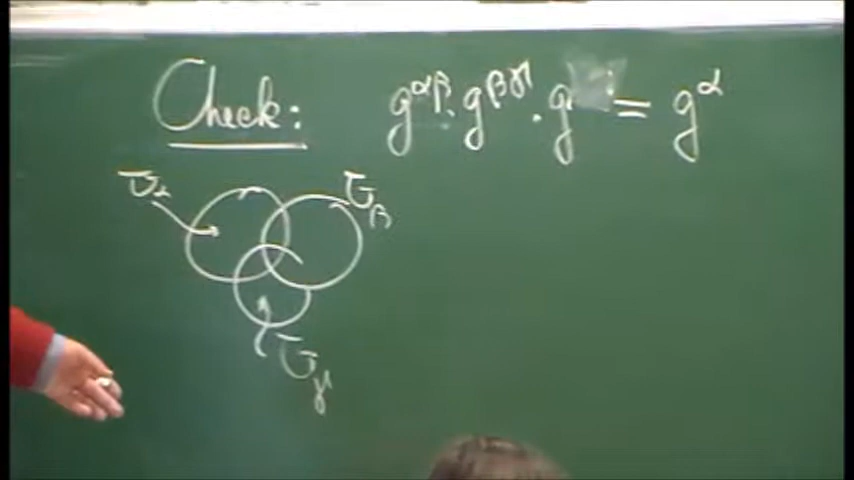 Check: g^{αβ} · g^{βγ} · g = g^α
U_α
U_β
U_γ